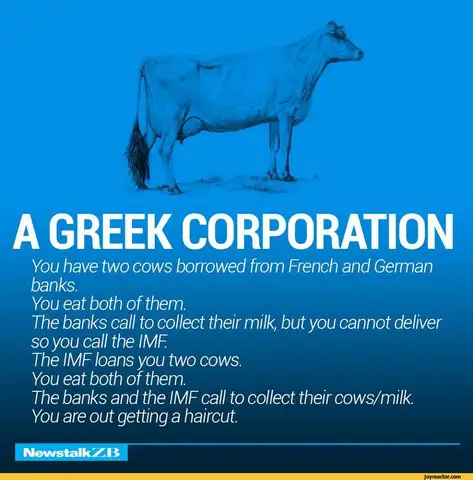 A GREEK CORPORATION
You have two cows borrowed from French and German
banks.
You eat both of them.
The banks call to collect their milk, but you cannot deliver
so you call the IMF.
The IMF loans you two cows.
You eat both of them.
The banks and the IMF call to collect their cows/milk.
You are out getting a haircut.
Newstalk ZB
joyreactor.com